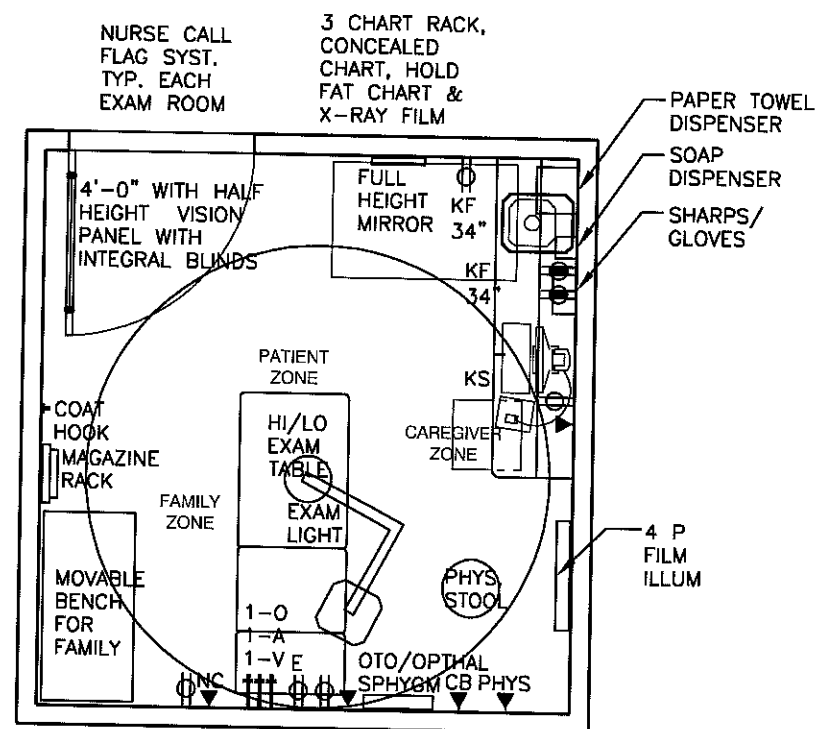 NURSE CALL
FLAG SYST.
TYP. EACH
EXAM ROOM
3 CHART RACK,
CONCEALED
CHART, HOLD
FAT CHART &
X-RAY FILM
PAPER TOWEL
DISPENSER
SOAP
DISPENSER
SHARPS/
GLOVES
4'-0" WITH HALF
HEIGHT VISION
PANEL WITH
INTEGRAL BLINDS
FULL
HEIGHT
MIRROR
KF
34"
KF
34"
KS
PATIENT
ZONE
COAT
HOOK
MAGAZINE
RACK
HI/LO
EXAM
TABLE
EXAM
LIGHT
CAREGIVER
ZONE
FAMILY
ZONE
4 P
FILM
ILLUM
MOVABLE
BENCH
FOR
FAMILY
PHYS
STOOL
1-O
1-A
1-V
E
NC
OTO/OPTHAL
SPHYGM
CB
PHYS